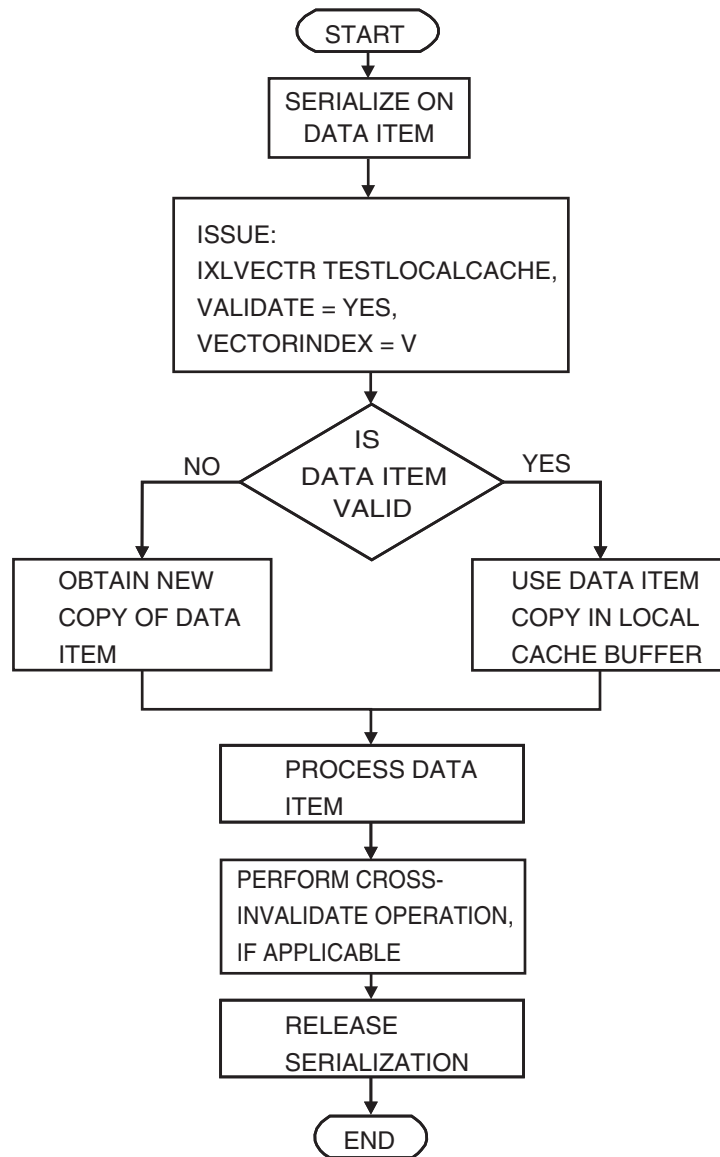 START
SERIALIZE ON
DATA ITEM
ISSUE:
IXLVECTR TESTLOCALCACHE,
VALIDATE = YES,
VECTORINDEX = V
IS
DATA ITEM
VALID
NO
YES
OBTAIN NEW
COPY OF DATA
ITEM
USE DATA ITEM
COPY IN LOCAL
CACHE BUFFER
PROCESS DATA
ITEM
PERFORM CROSS-
INVALIDATE OPERATION,
IF APPLICABLE
RELEASE
SERIALIZATION
END